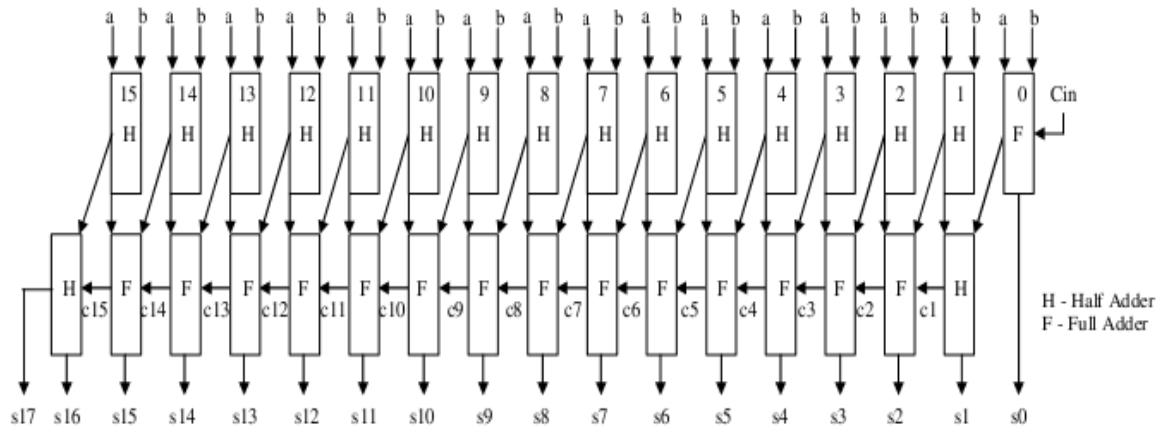 a b a b a b a b a b a b a b a b a b a b a b a b a b a b a b a b
15 14 13 12 11 10 9 8 7 6 5 4 3 2 1 0 Cin
H H H H H H H H H H H H H H H F
H F F F F F F F F F F F F F F H
c15 c14 c13 c12 c11 c10 c9 c8 c7 c6 c5 c4 c3 c2 c1
H - Half Adder
F - Full Adder
s17 s16 s15 s14 s13 s12 s11 s10 s9 s8 s7 s6 s5 s4 s3 s2 s1 s0